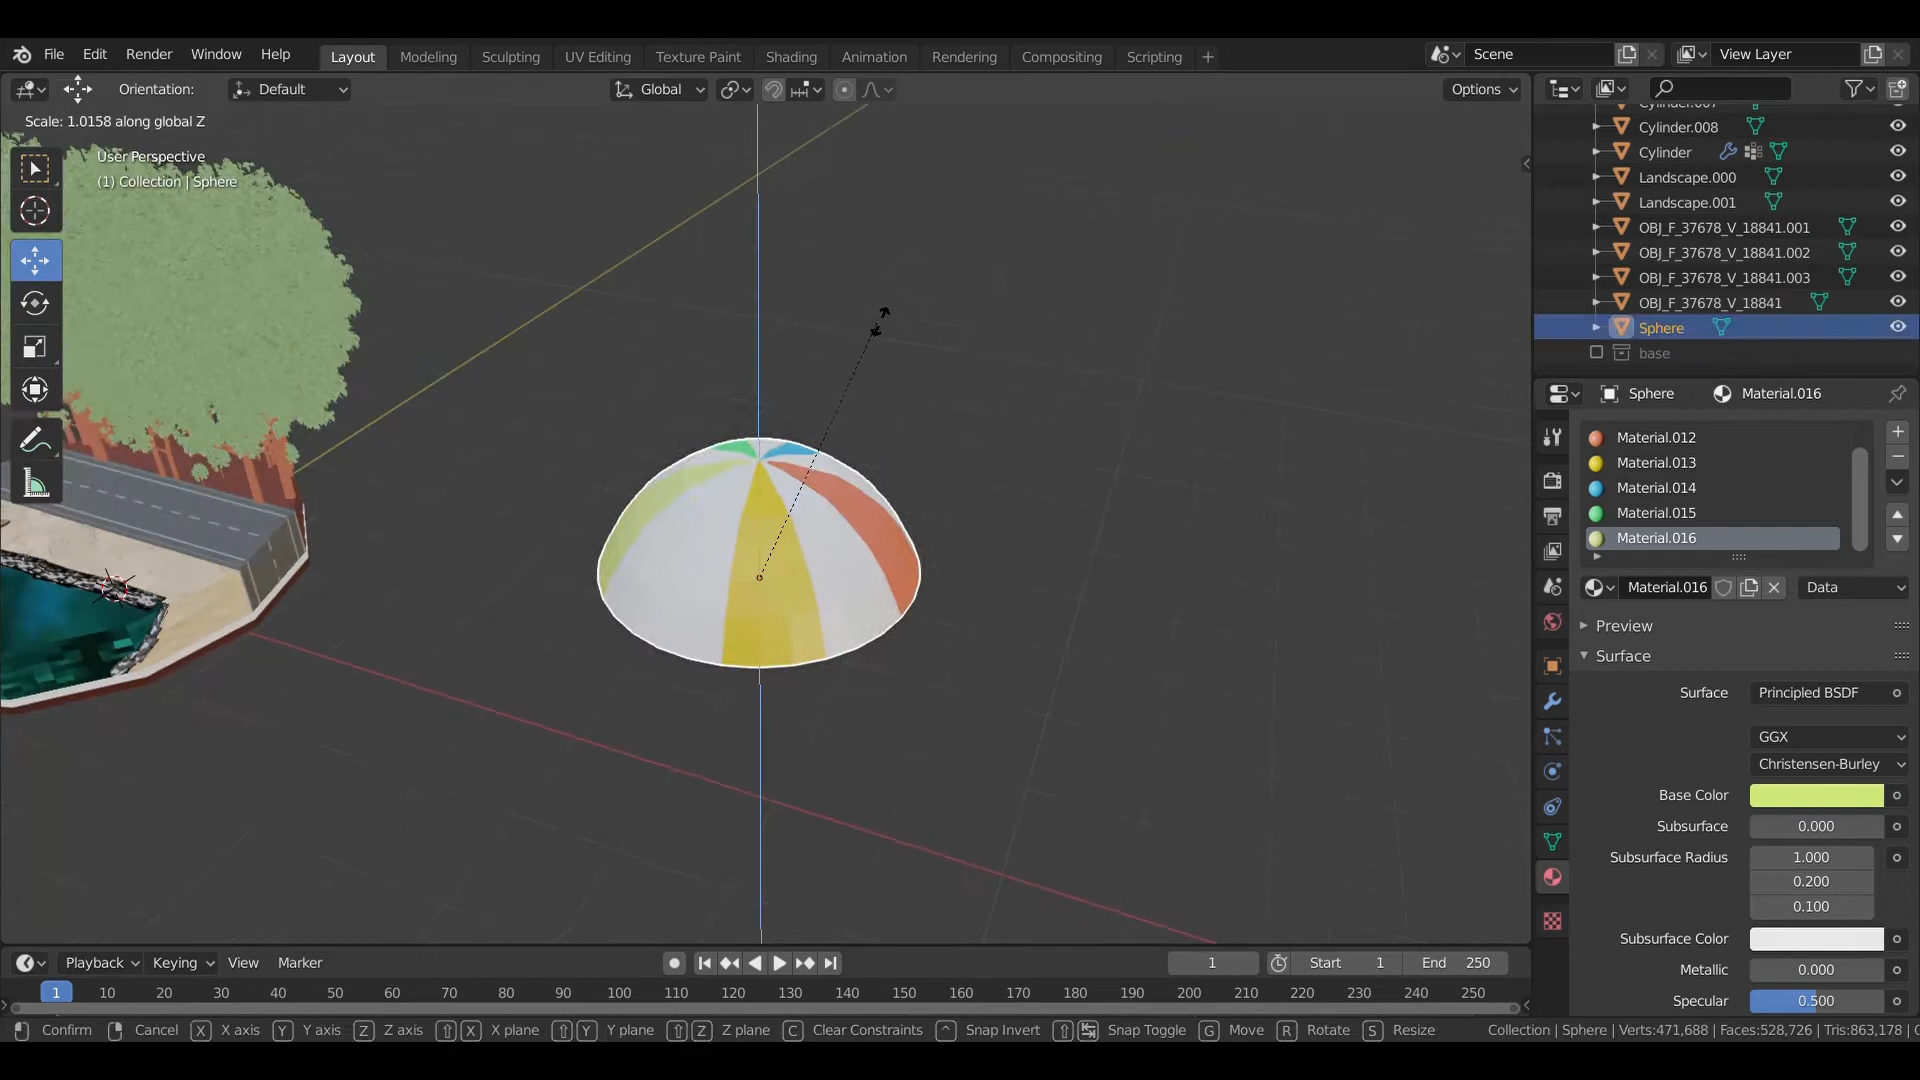 File Edit Render Window Help Layout Modeling Sculpting UV Editing Texture Paint Shading Animation Rendering Compositing Scripting + Scene View Layer
Orientation: Default Global Options
Scale: 1.0158 along global Z
User Perspective
(1) Collection | Sphere
Cylinder.007
Cylinder.008
Cylinder
Landscape.000
Landscape.001
OBJ_F_37678_V_18841.001
OBJ_F_37678_V_18841.002
OBJ_F_37678_V_18841.003
OBJ_F_37678_V_18841
Sphere
base
Sphere Material.016
Material.012
Material.013
Material.014
Material.015
Material.016
Material.016 Data
Preview
Surface
Surface Principled BSDF
GGX
Christensen-Burley
Base Color
Subsurface 0.000
Subsurface Radius 1.000
0.200
0.100
Subsurface Color
Metallic 0.000
Specular 0.500
Playback Keying View Marker 1 Start 1 End 250
1 10 20 30 40 50 60 70 80 90 100 110 120 130 140 150 160 170 180 190 200 210 220 230 240 250
Confirm Cancel X X axis Y Y axis Z Z axis X X plane Y Y plane Z Z plane C Clear Constraints ^ Snap Invert Snap Toggle G Move R Rotate S Resize Collection | Sphere | Verts:471,688 | Faces:528,726 | Tris:863,178 |